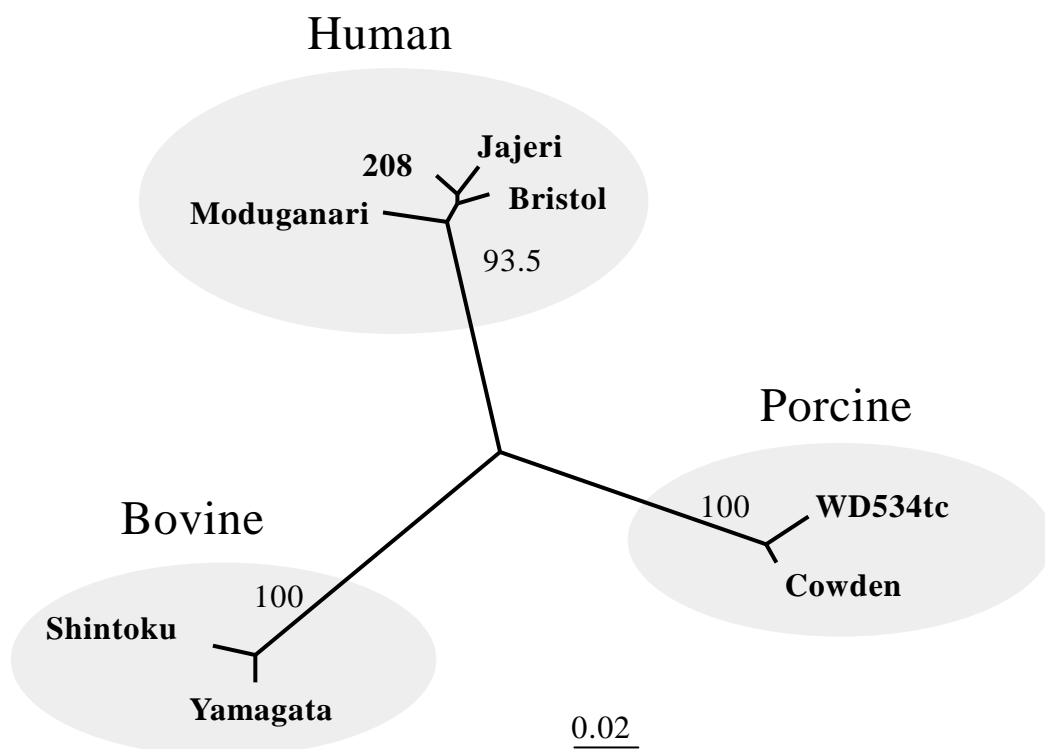 Human
Jajeri
208
Bristol
Moduganari
93.5
Porcine
100
WD534tc
Bovine
Cowden
100
Shintoku
Yamagata
0.02